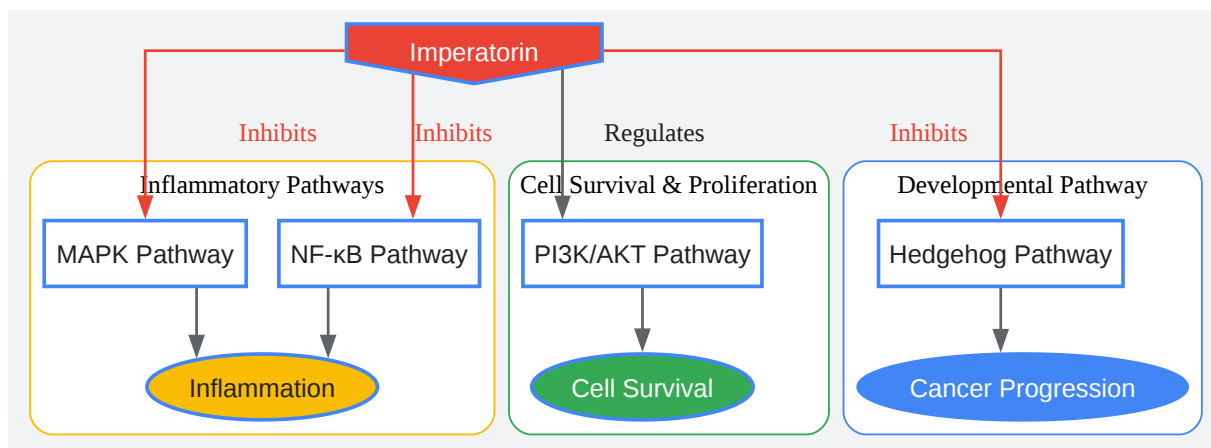 Imperatorin
Inhibits
Inhibits
Regulates
Inhibits
Inflammatory Pathways
Cell Survival & Proliferation
Developmental Pathway
MAPK Pathway
NF-κB Pathway
PI3K/AKT Pathway
Hedgehog Pathway
Inflammation
Cell Survival
Cancer Progression